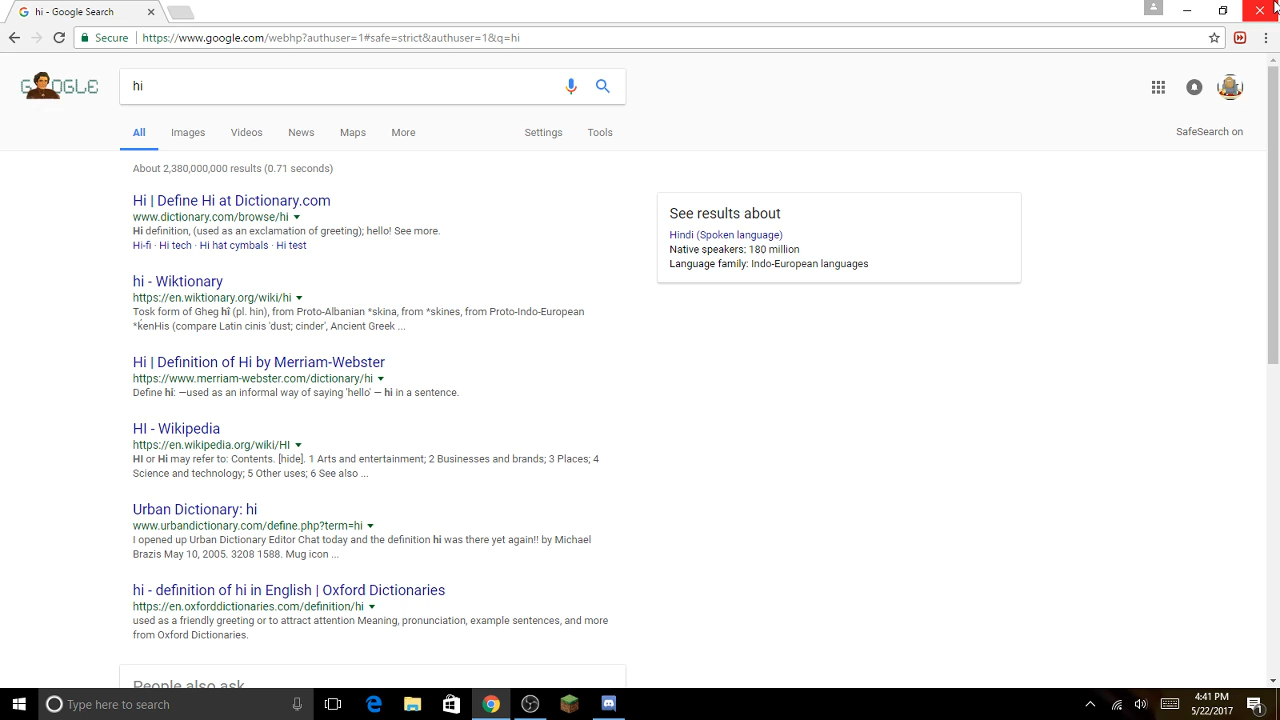 hi - Google Search
Secure | https://www.google.com/webhp?authuser=1#safe=strict&authuser=1&q=hi
GOOGLE
hi
All Images Videos News Maps More Settings Tools
SafeSearch on
About 2,380,000,000 results (0.71 seconds)
Hi | Define Hi at Dictionary.com
www.dictionary.com/browse/hi
Hi definition, (used as an exclamation of greeting); hello! See more.
Hi-fi · Hi tech · Hi hat cymbals · Hi test
hi - Wiktionary
https://en.wiktionary.org/wiki/hi
Tosk form of Gheg hî (pl. hin), from Proto-Albanian *skina, from *skines, from Proto-Indo-European
*ḱenHis (compare Latin cinis 'dust; cinder', Ancient Greek ...
Hi | Definition of Hi by Merriam-Webster
https://www.merriam-webster.com/dictionary/hi
Define hi: —used as an informal way of saying 'hello' — hi in a sentence.
HI - Wikipedia
https://en.wikipedia.org/wiki/HI
HI or Hi may refer to: Contents. [hide]. 1 Arts and entertainment; 2 Businesses and brands; 3 Places; 4
Science and technology; 5 Other uses; 6 See also ...
Urban Dictionary: hi
www.urbandictionary.com/define.php?term=hi
I opened up Urban Dictionary Editor Chat today and the definition hi was there yet again!! by Michael
Brazis May 10, 2005. 3208 1588. Mug icon ...
hi - definition of hi in English | Oxford Dictionaries
https://en.oxforddictionaries.com/definition/hi
used as a friendly greeting or to attract attention Meaning, pronunciation, example sentences, and more
from Oxford Dictionaries.
People also ask
See results about
Hindi (Spoken language)
Native speakers: 180 million
Language family: Indo-European languages
Type here to search
4:41 PM
5/22/2017
1